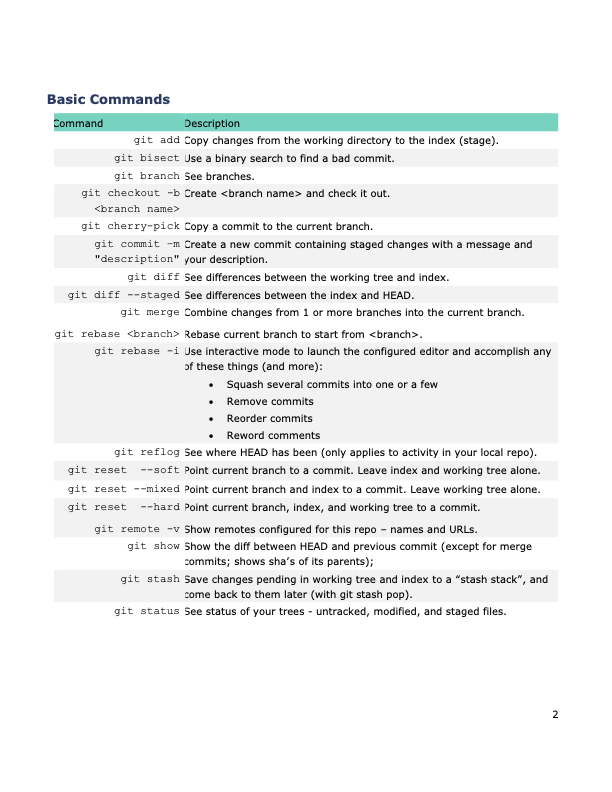 Basic Commands
Command Description
git add Copy changes from the working directory to the index (stage).
git bisect Use a binary search to find a bad commit.
git branch See branches.
git checkout -b Create <branch name> and check it out.
<branch name>
git cherry-pick Copy a commit to the current branch.
git commit -m Create a new commit containing staged changes with a message and
"description" your description.
git diff See differences between the working tree and index.
git diff --staged See differences between the index and HEAD.
git merge Combine changes from 1 or more branches into the current branch.
git rebase <branch> Rebase current branch to start from <branch>.
git rebase -i Use interactive mode to launch the configured editor and accomplish any
of these things (and more):
• Squash several commits into one or a few
• Remove commits
• Reorder commits
• Reword comments
git reflog See where HEAD has been (only applies to activity in your local repo).
git reset --soft Point current branch to a commit. Leave index and working tree alone.
git reset --mixed Point current branch and index to a commit. Leave working tree alone.
git reset --hard Point current branch, index, and working tree to a commit.
git remote -v Show remotes configured for this repo – names and URLs.
git show Show the diff between HEAD and previous commit (except for merge
commits; shows sha’s of its parents);
git stash Save changes pending in working tree and index to a “stash stack”, and
come back to them later (with git stash pop).
git status See status of your trees - untracked, modified, and staged files.
2